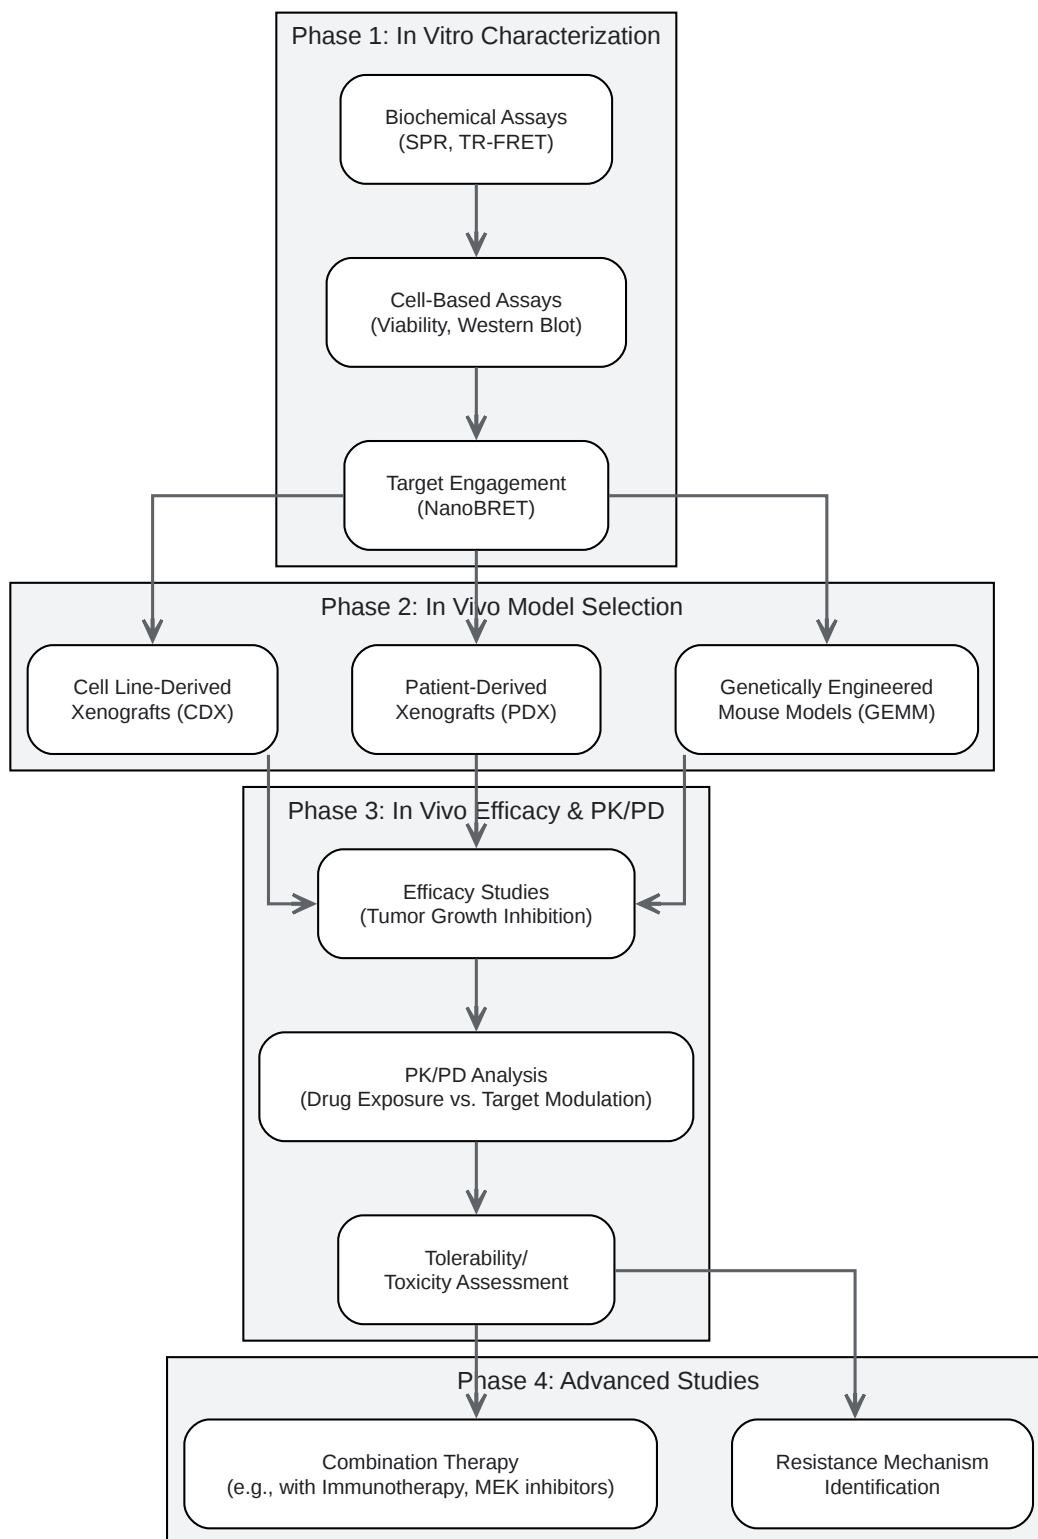 Phase 1: In Vitro Characterization
Biochemical Assays
(SPR, TR-FRET)
Cell-Based Assays
(Viability, Western Blot)
Target Engagement
(NanoBRET)
Phase 2: In Vivo Model Selection
Cell Line-Derived
Xenografts (CDX)
Patient-Derived
Xenografts (PDX)
Genetically Engineered
Mouse Models (GEMM)
Phase 3: In Vivo Efficacy & PK/PD
Efficacy Studies
(Tumor Growth Inhibition)
PK/PD Analysis
(Drug Exposure vs. Target Modulation)
Tolerability/
Toxicity Assessment
Phase 4: Advanced Studies
Combination Therapy
(e.g., with Immunotherapy, MEK inhibitors)
Resistance Mechanism
Identification